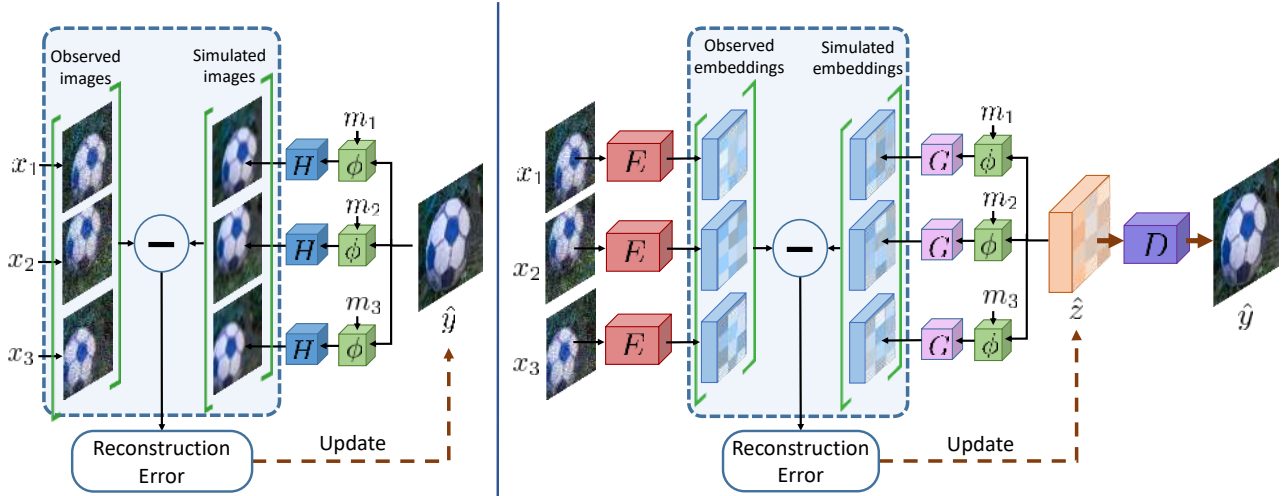 Observed
images
Simulated
images
m₁
x₁
H
ϕ
m₂
x₂
H
ϕ
m₃
x₃
H
ϕ
ŷ
Reconstruction
Error
Update
Observed
embeddings
Simulated
embeddings
m₁
x₁
E
G
ϕ
m₂
x₂
E
G
ϕ
D
m₃
x₃
E
G
ϕ
ẑ
ŷ
Reconstruction
Error
Update